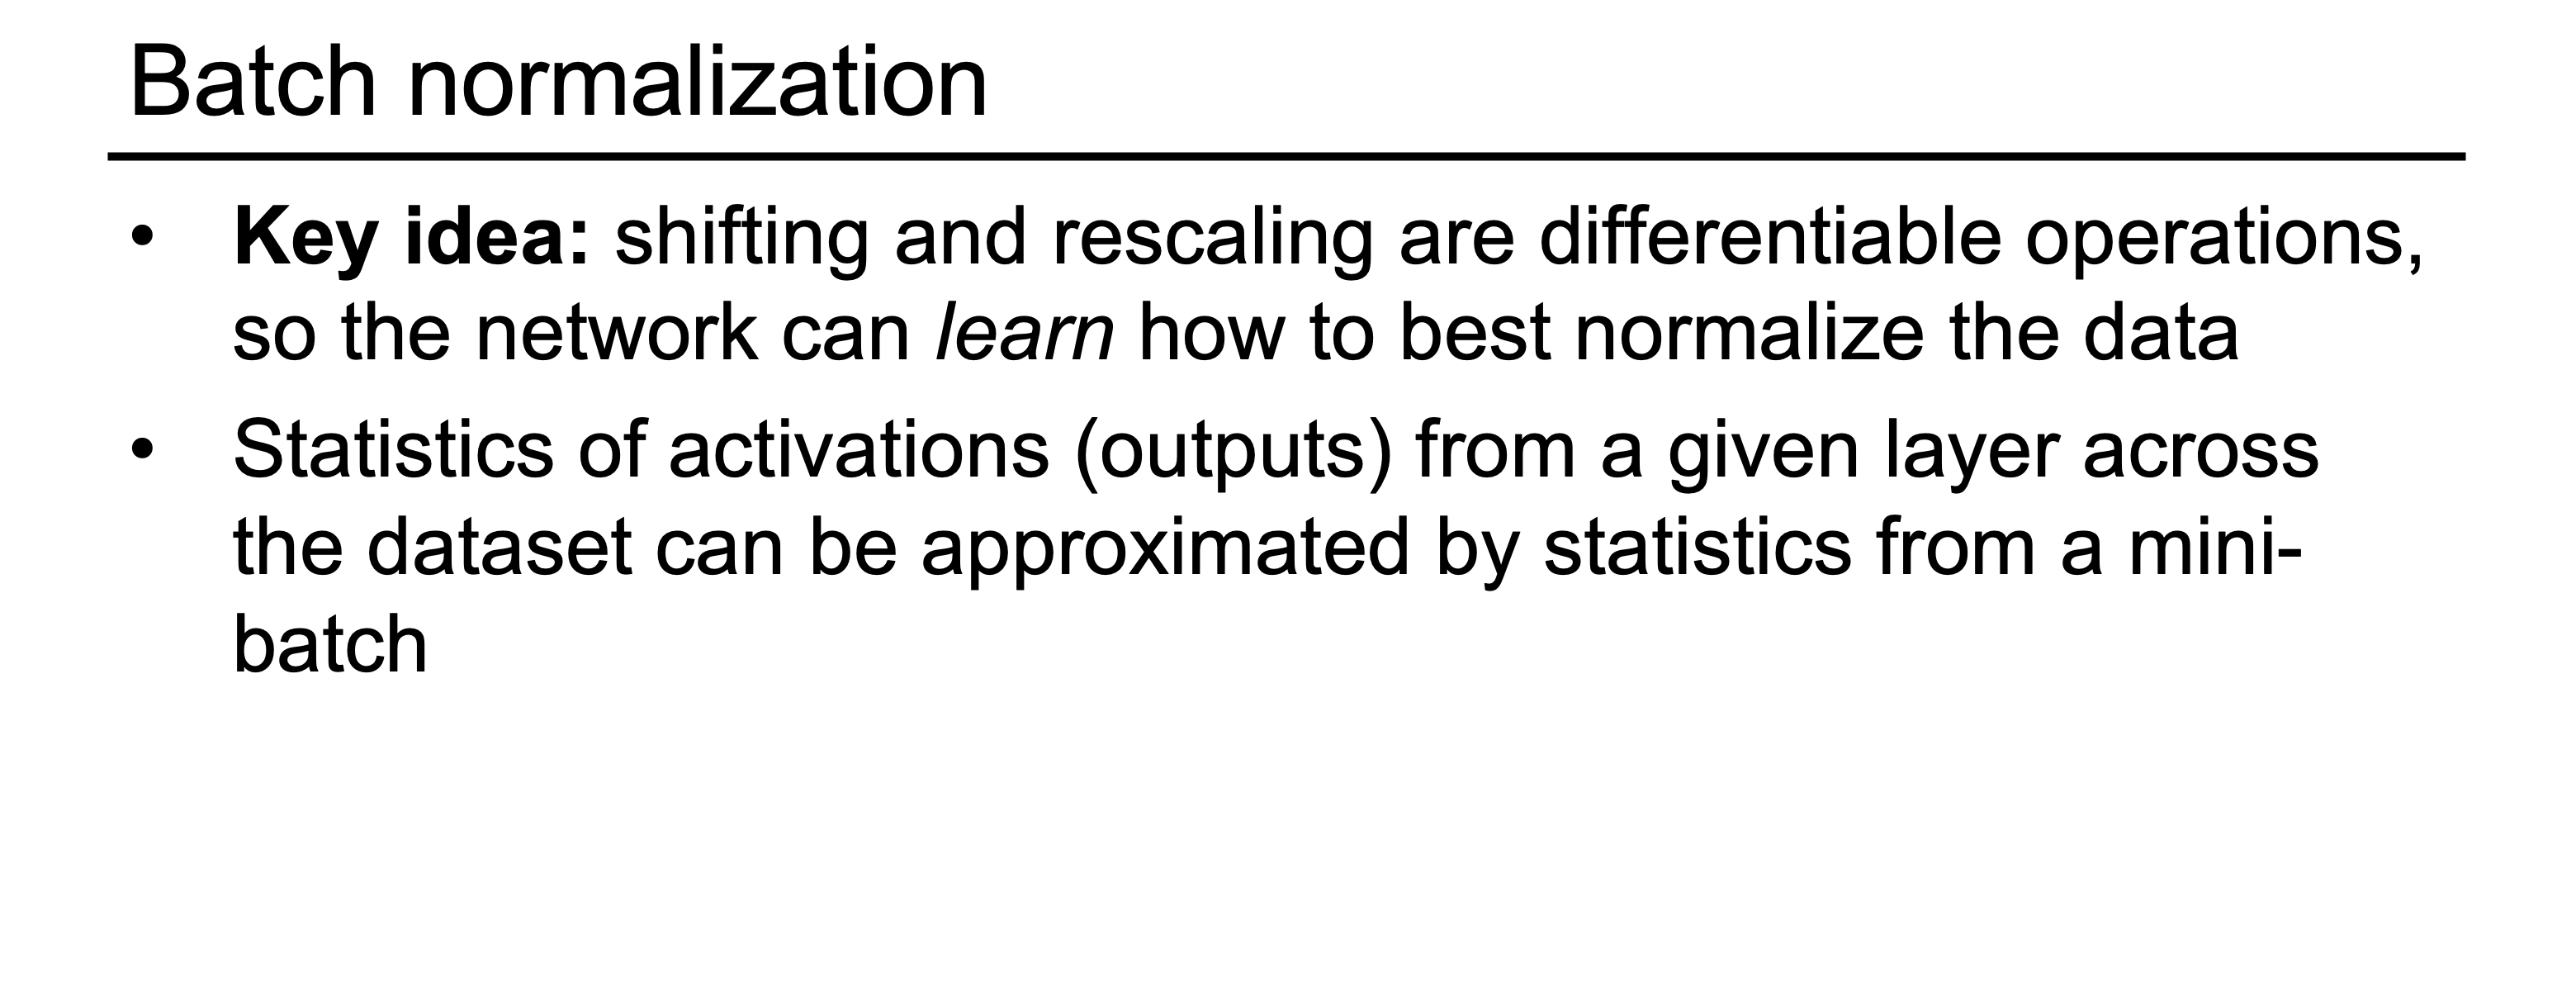 Batch normalization
• Key idea: shifting and rescaling are differentiable operations,
so the network can learn how to best normalize the data
• Statistics of activations (outputs) from a given layer across
the dataset can be approximated by statistics from a mini-
batch